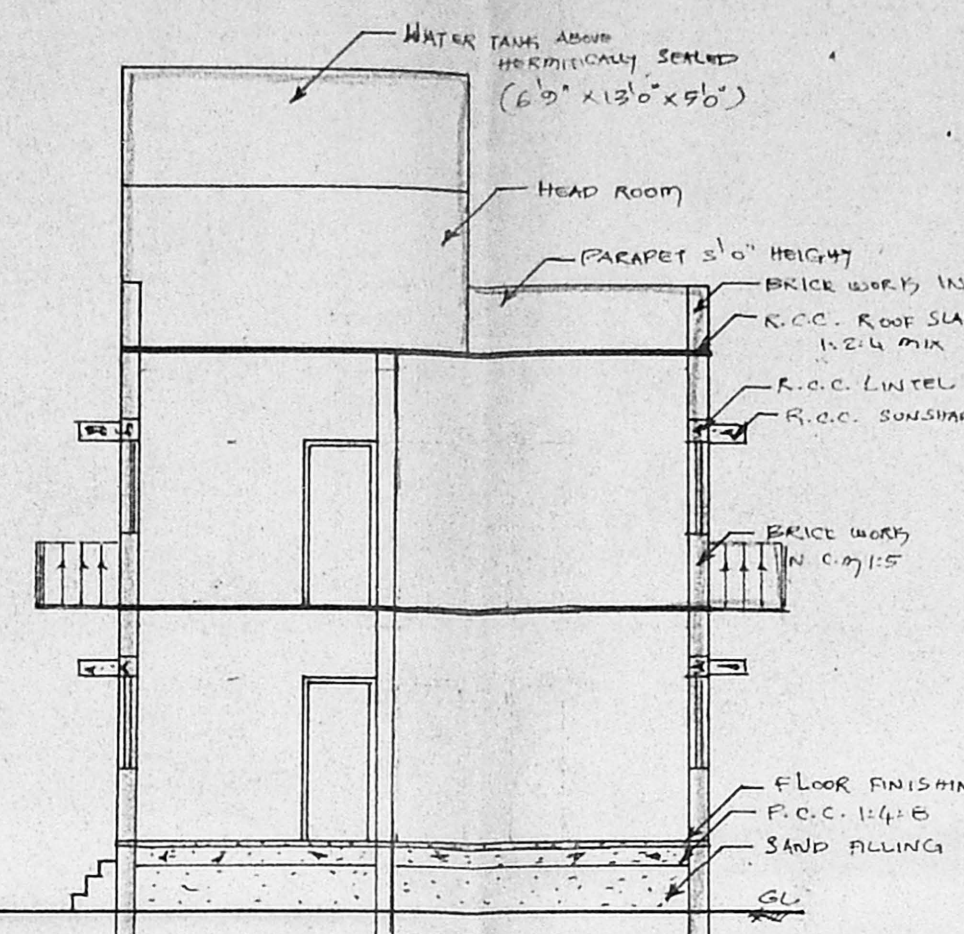 WATER TANK ABOVE
HERMITICALLY SEALED
(6'9" x 13'0" x 5'0")
HEAD ROOM
PARAPET 3'0" HEIGHT
BRICK WORK IN
R.C.C. ROOF SLA
1:2:4 MIX
R.C.C. LINTEL
R.C.C. SUNSHA
BRICK WORK
IN C.M 1:5
FLOOR FINISHIN
P.C.C. 1:4:8
SAND FILLING
GL